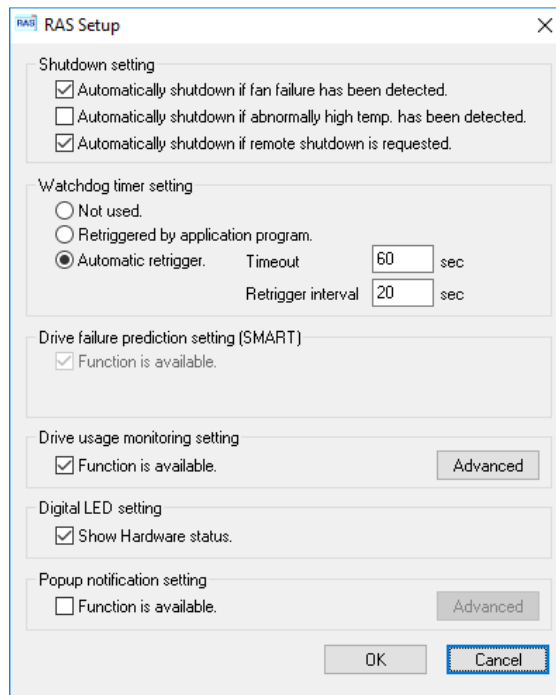 RAS RAS Setup
Shutdown setting
Automatically shutdown if fan failure has been detected.
Automatically shutdown if abnormally high temp. has been detected.
Automatically shutdown if remote shutdown is requested.
Watchdog timer setting
Not used.
Retriggered by application program.
Automatic retrigger. Timeout 60 sec
Retrigger interval 20 sec
Drive failure prediction setting (SMART)
Function is available.
Drive usage monitoring setting
Function is available. Advanced
Digital LED setting
Show Hardware status.
Popup notification setting
Function is available. Advanced
OK Cancel